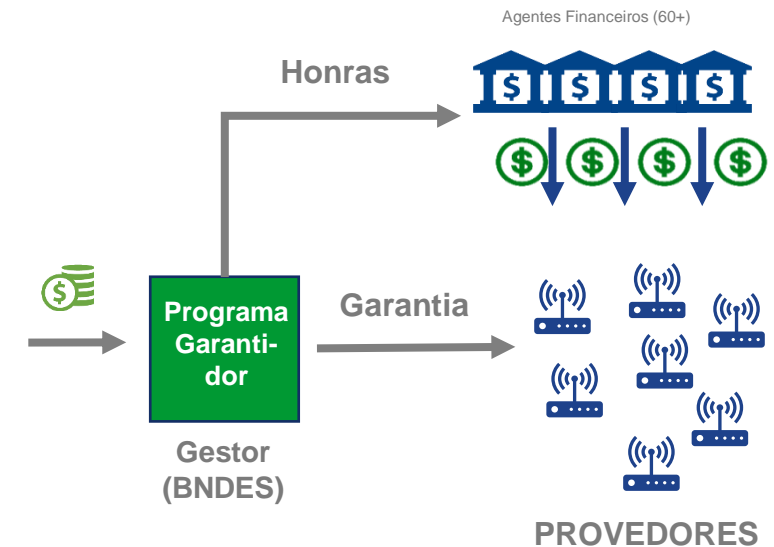 Agentes Financeiros (60+)
Honras
$ $ $ $
$ $ $ $
$
Programa
Garanti-
dor
Garantia
Gestor
(BNDES)
PROVEDORES